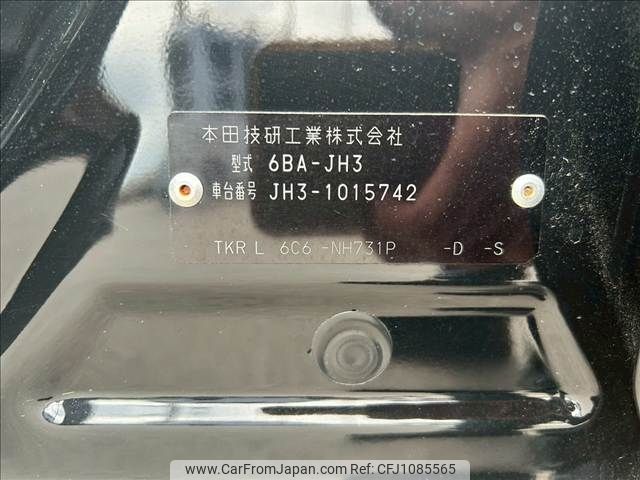 本田技研工業株式会社
型式 6BA-JH3
車台番号 JH3-1015742
TKR L 6C6 -NH731P -D -S
www.CarFromJapan.com | #CFJ1085565